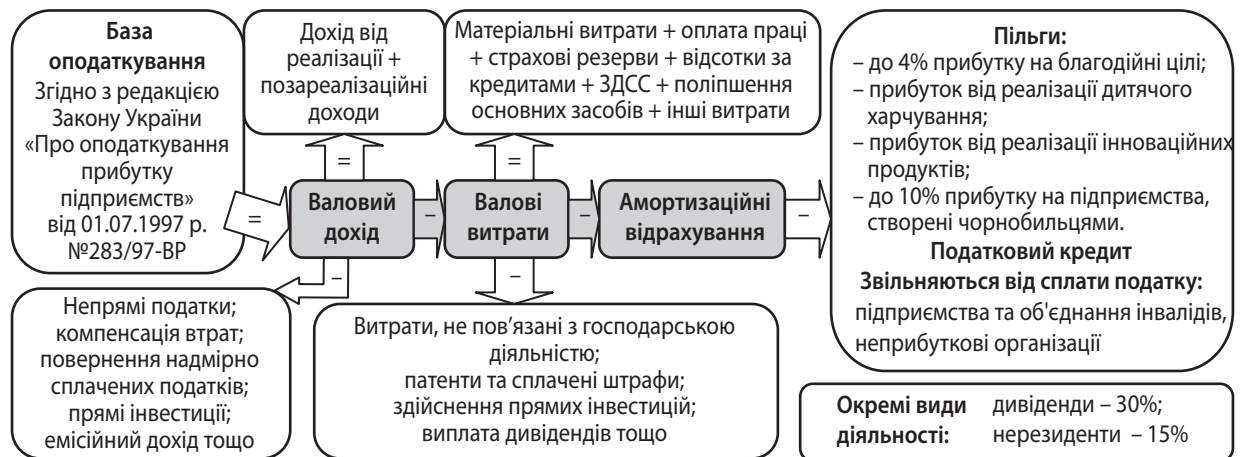 База
оподаткування
Згідно з редакцією
Закону України
«Про оподаткування
прибутку
підприємств»
від 01.07.1997 р.
№283/97-ВР
=
Дохід від
реалізації +
позареалізаційні
доходи
=
Валовий
дохід
–
Непрямі податки;
компенсація втрат;
повернення надмірно
сплачених податків;
прямі інвестиції;
емісійний дохід тощо
–
Матеріальні витрати + оплата праці
+ страхові резерви + відсотки за
кредитами + ЗДСС + поліпшення
основних засобів + інші витрати
=
Валові
витрати
–
Витрати, не пов’язані з господарською
діяльністю;
патенти та сплачені штрафи;
здійснення прямих інвестицій;
виплата дивідендів тощо
–
Амортизаційні
відрахування
–
Пільги:
– до 4% прибутку на благодійні цілі;
– прибуток від реалізації дитячого
харчування;
– прибуток від реалізації інноваційних
продуктів;
– до 10% прибутку на підприємства,
створені чорнобильцями.
Податковий кредит
Звільняються від сплати податку:
підприємства та об'єднання інвалідів,
неприбуткові організації
Окремі види дивіденди – 30%;
діяльності: нерезиденти – 15%